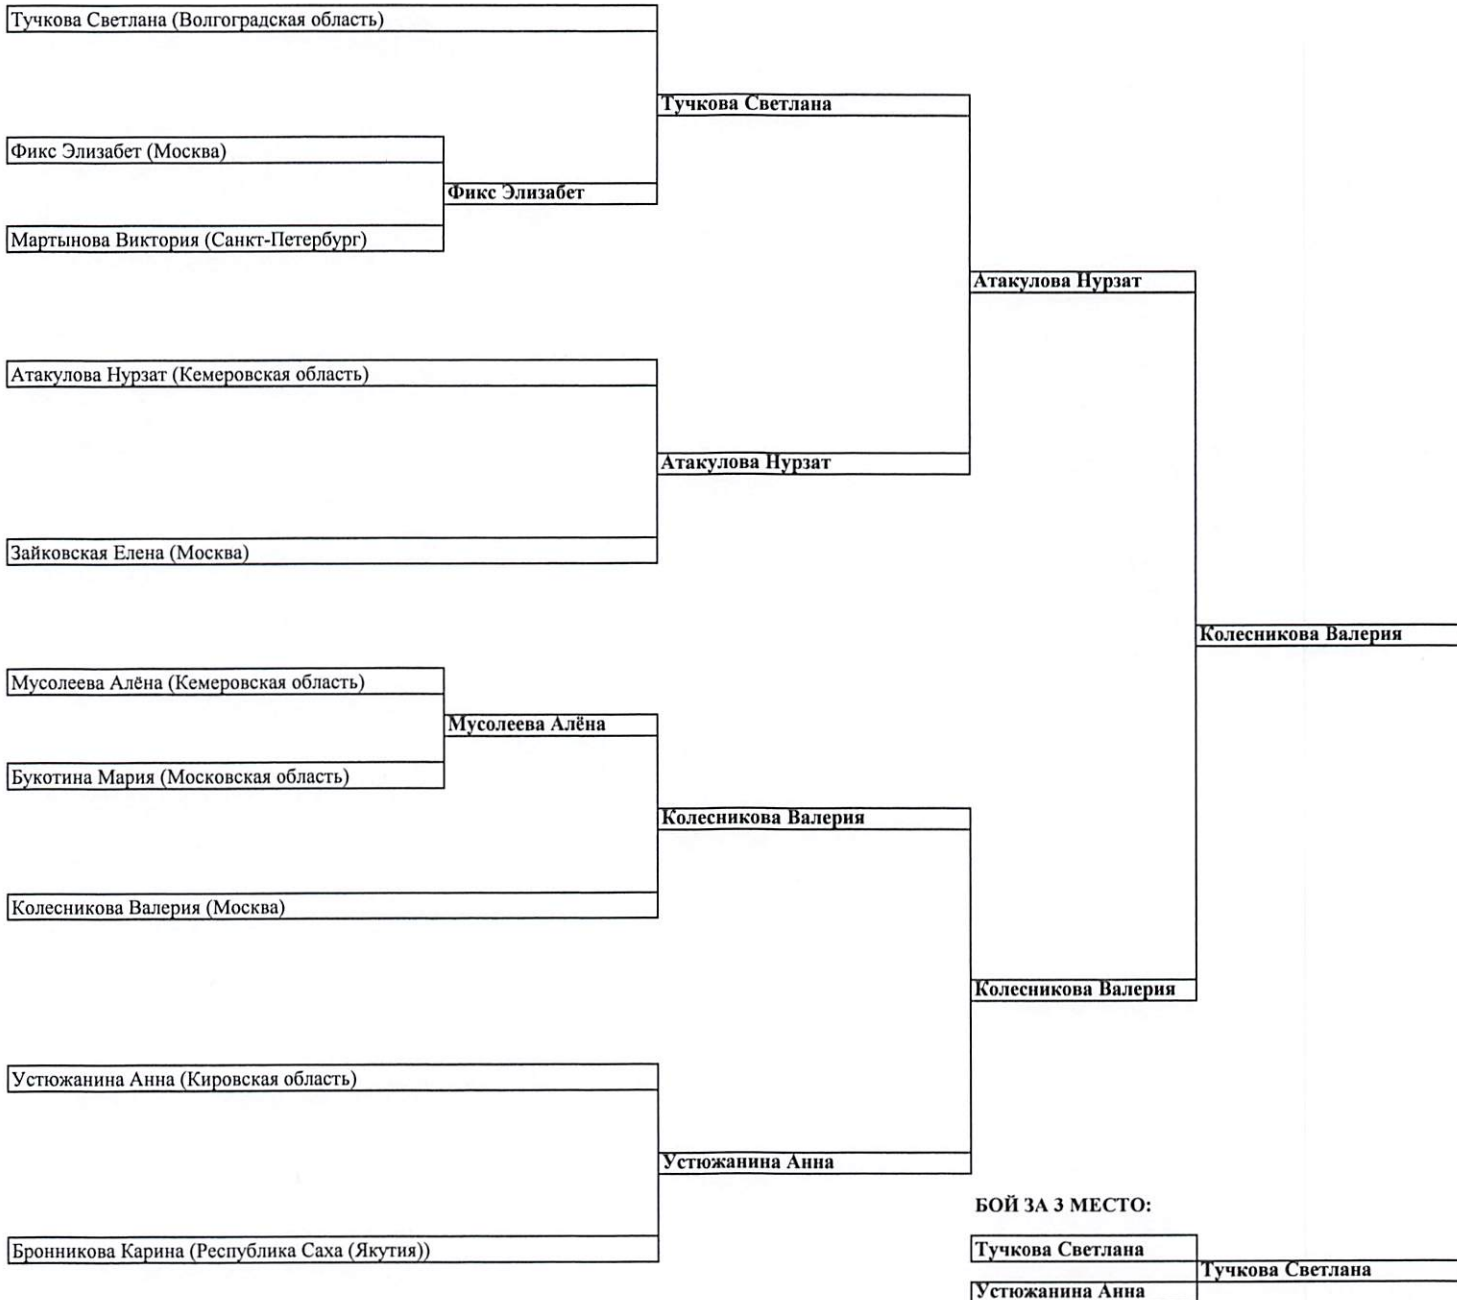 Тучкова Светлана (Волгоградская область)
Тучкова Светлана
Фикс Элизабет (Москва)
Фикс Элизабет
Мартынова Виктория (Санкт-Петербург)
Атакулова Нурзат
Атакулова Нурзат (Кемеровская область)
Атакулова Нурзат
Зайковская Елена (Москва)
Колесникова Валерия
Мусолеева Алёна (Кемеровская область)
Мусолеева Алёна
Букотина Мария (Московская область)
Колесникова Валерия
Колесникова Валерия (Москва)
Колесникова Валерия
Устюжанина Анна (Кировская область)
Устюжанина Анна
БОЙ ЗА 3 МЕСТО:
Бронникова Карина (Республика Саха (Якутия))
Тучкова Светлана
Тучкова Светлана
Устюжанина Анна